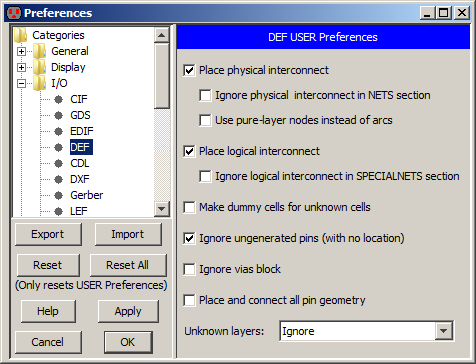 Preferences
Categories
General
Display
I/O
CIF
GDS
EDIF
DEF
CDL
DXF
Gerber
LEF
Export Import
Reset Reset All
(Only resets USER Preferences)
Help Apply
Cancel OK
DEF USER Preferences
Place physical interconnect
Ignore physical interconnect in NETS section
Use pure-layer nodes instead of arcs
Place logical interconnect
Ignore logical interconnect in SPECIALNETS section
Make dummy cells for unknown cells
Ignore ungenerated pins (with no location)
Ignore vias block
Place and connect all pin geometry
Unknown layers: Ignore